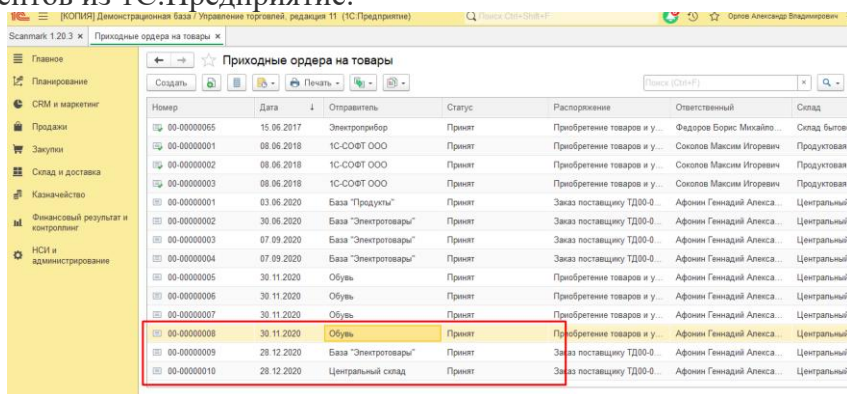 ентов из 1С:Предприятие.
1С [КОПИЯ] Демонстрационная база / Управление торговлей, редакция 11 (1С:Предприятие) Поиск Ctrl+Shift+F Орлов Александр Владимирович
Scanmark 1.20.3 × Приходные ордера на товары ×
Главное
Планирование
CRM и маркетинг
Продажи
Закупки
Склад и доставка
Казначейство
Финансовый результат и
контроллинг
НСИ и
администрирование
Приходные ордера на товары
Создать Печать Поиск (Ctrl+F) ×
Номер Дата ↓ Отправитель Статус Распоряжение Ответственный Склад
00-00000065 15.06.2017 Электроприбор Принят Приобретение товаров и у... Федоров Борис Михайло... Склад бытов
00-00000001 08.06.2018 1С-СОФТ ООО Принят Приобретение товаров и у... Соколов Максим Игоревич Продуктовая
00-00000002 08.06.2018 1С-СОФТ ООО Принят Приобретение товаров и у... Соколов Максим Игоревич Продуктовая
00-00000003 08.06.2018 1С-СОФТ ООО Принят Приобретение товаров и у... Соколов Максим Игоревич Продуктовая
00-00000001 03.06.2020 База "Продукты" Принят Заказ поставщику ТД00-0... Афонин Геннадий Алекса... Центральный
00-00000002 30.06.2020 База "Электротовары" Принят Заказ поставщику ТД00-0... Афонин Геннадий Алекса... Центральный
00-00000003 07.09.2020 База "Электротовары" Принят Заказ поставщику ТД00-0... Афонин Геннадий Алекса... Центральный
00-00000004 07.09.2020 База "Электротовары" Принят Заказ поставщику ТД00-0... Афонин Геннадий Алекса... Центральный
00-00000005 30.11.2020 Обувь Принят Приобретение товаров и у... Афонин Геннадий Алекса... Центральный
00-00000006 30.11.2020 Обувь Принят Приобретение товаров и у... Афонин Геннадий Алекса... Центральный
00-00000007 30.11.2020 Обувь Принят Приобретение товаров и у... Афонин Геннадий Алекса... Центральный
00-00000008 30.11.2020 Обувь Принят Приобретение товаров и у... Афонин Геннадий Алекса... Центральный
00-00000009 28.12.2020 База "Электротовары" Принят Заказ поставщику ТД00-0... Афонин Геннадий Алекса... Центральный
00-00000010 28.12.2020 Центральный склад Принят Заказ поставщику ТД00-0... Афонин Геннадий Алекса... Центральный